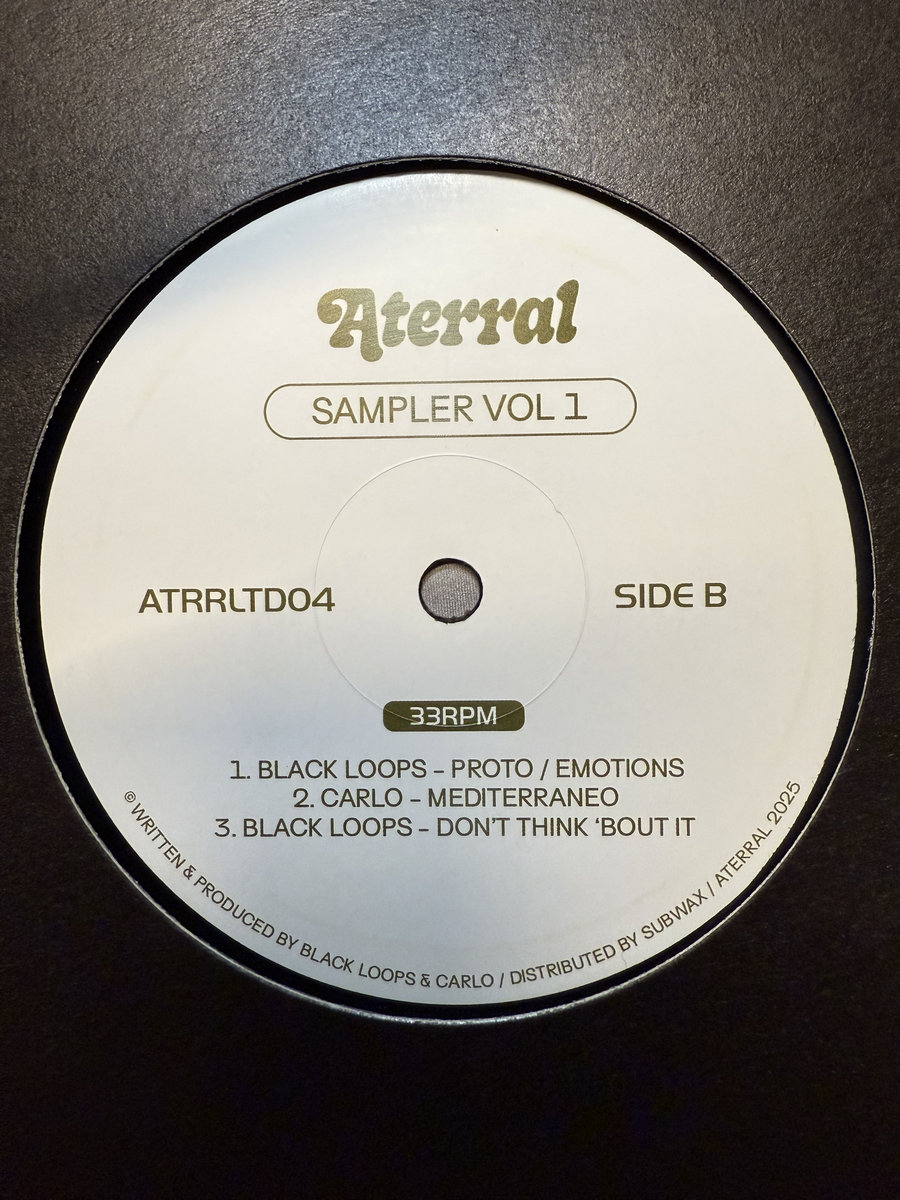 Aterral
SAMPLER VOL 1
ATRRLTD04
SIDE B
33RPM
1. BLACK LOOPS – PROTO / EMOTIONS
2. CARLO – MEDITERRANEO
3. BLACK LOOPS – DON'T THINK ‘BOUT IT
© WRITTEN & PRODUCED BY BLACK LOOPS & CARLO / DISTRIBUTED BY SUBWAX / ATERRAL 2025